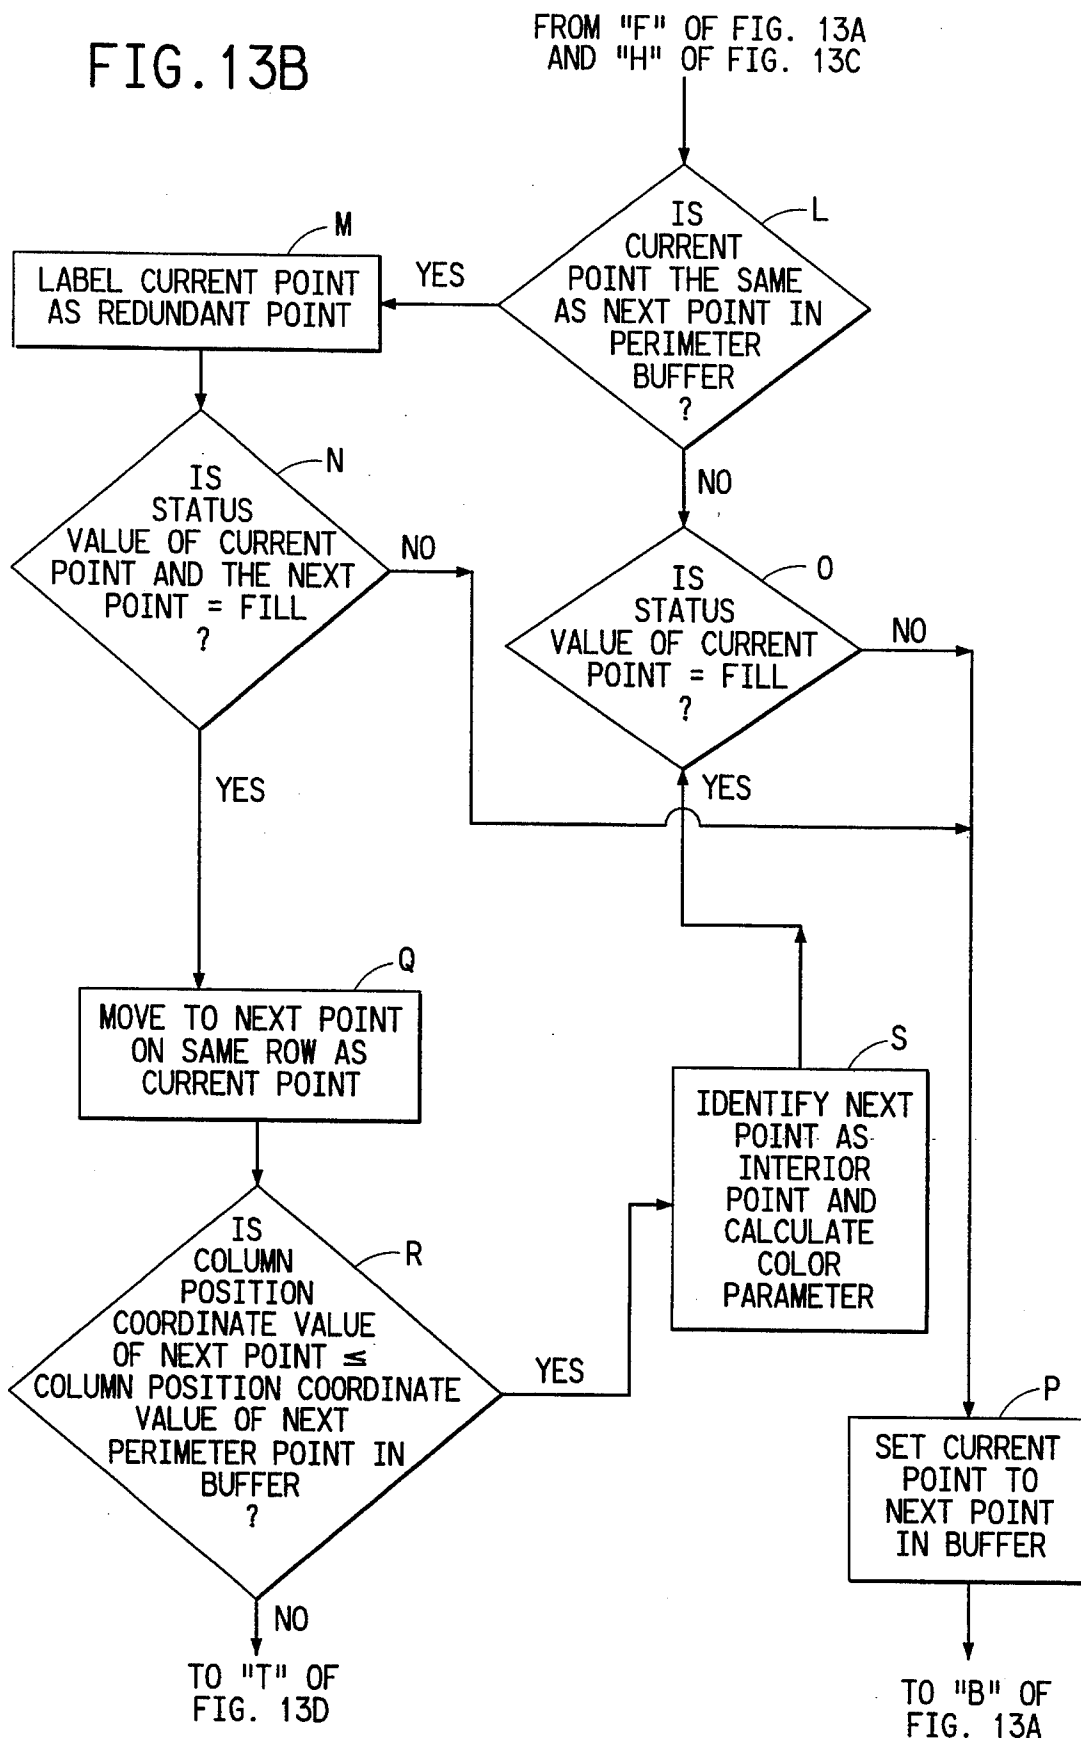 FIG.13B
FROM "F" OF FIG. 13A
AND "H" OF FIG. 13C
L
IS
CURRENT
POINT THE SAME
AS NEXT POINT IN
PERIMETER
BUFFER
?
YES
M
LABEL CURRENT POINT
AS REDUNDANT POINT
NO
N
IS
STATUS
VALUE OF CURRENT
POINT AND THE NEXT
POINT = FILL
?
NO
O
IS
STATUS
VALUE OF CURRENT
POINT = FILL
?
NO
YES
YES
Q
MOVE TO NEXT POINT
ON SAME ROW AS
CURRENT POINT
S
IDENTIFY NEXT
POINT AS
INTERIOR
POINT AND
CALCULATE
COLOR
PARAMETER
R
IS
COLUMN
POSITION
COORDINATE VALUE
OF NEXT POINT ≤
COLUMN POSITION COORDINATE
VALUE OF NEXT
PERIMETER POINT IN
BUFFER
?
YES
P
SET CURRENT
POINT TO
NEXT POINT
IN BUFFER
NO
TO "T" OF
FIG. 13D
TO "B" OF
FIG. 13A